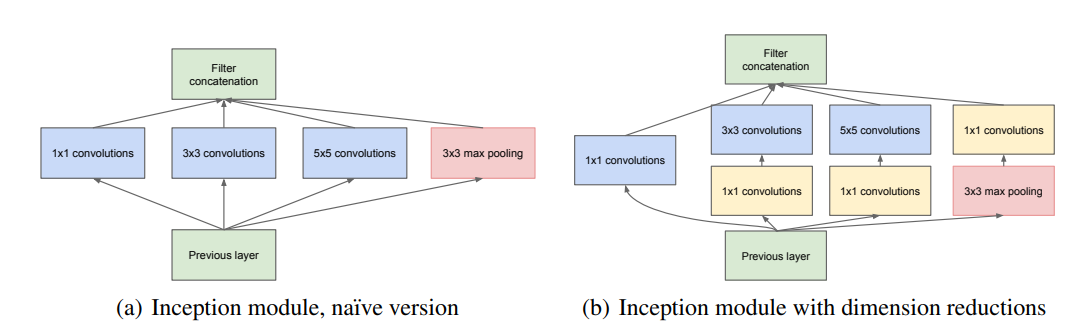 Filter
concatenation
1x1 convolutions
3x3 convolutions
5x5 convolutions
3x3 max pooling
Previous layer
(a) Inception module, naïve version
Filter
concatenation
3x3 convolutions
5x5 convolutions
1x1 convolutions
1x1 convolutions
1x1 convolutions
1x1 convolutions
3x3 max pooling
Previous layer
(b) Inception module with dimension reductions